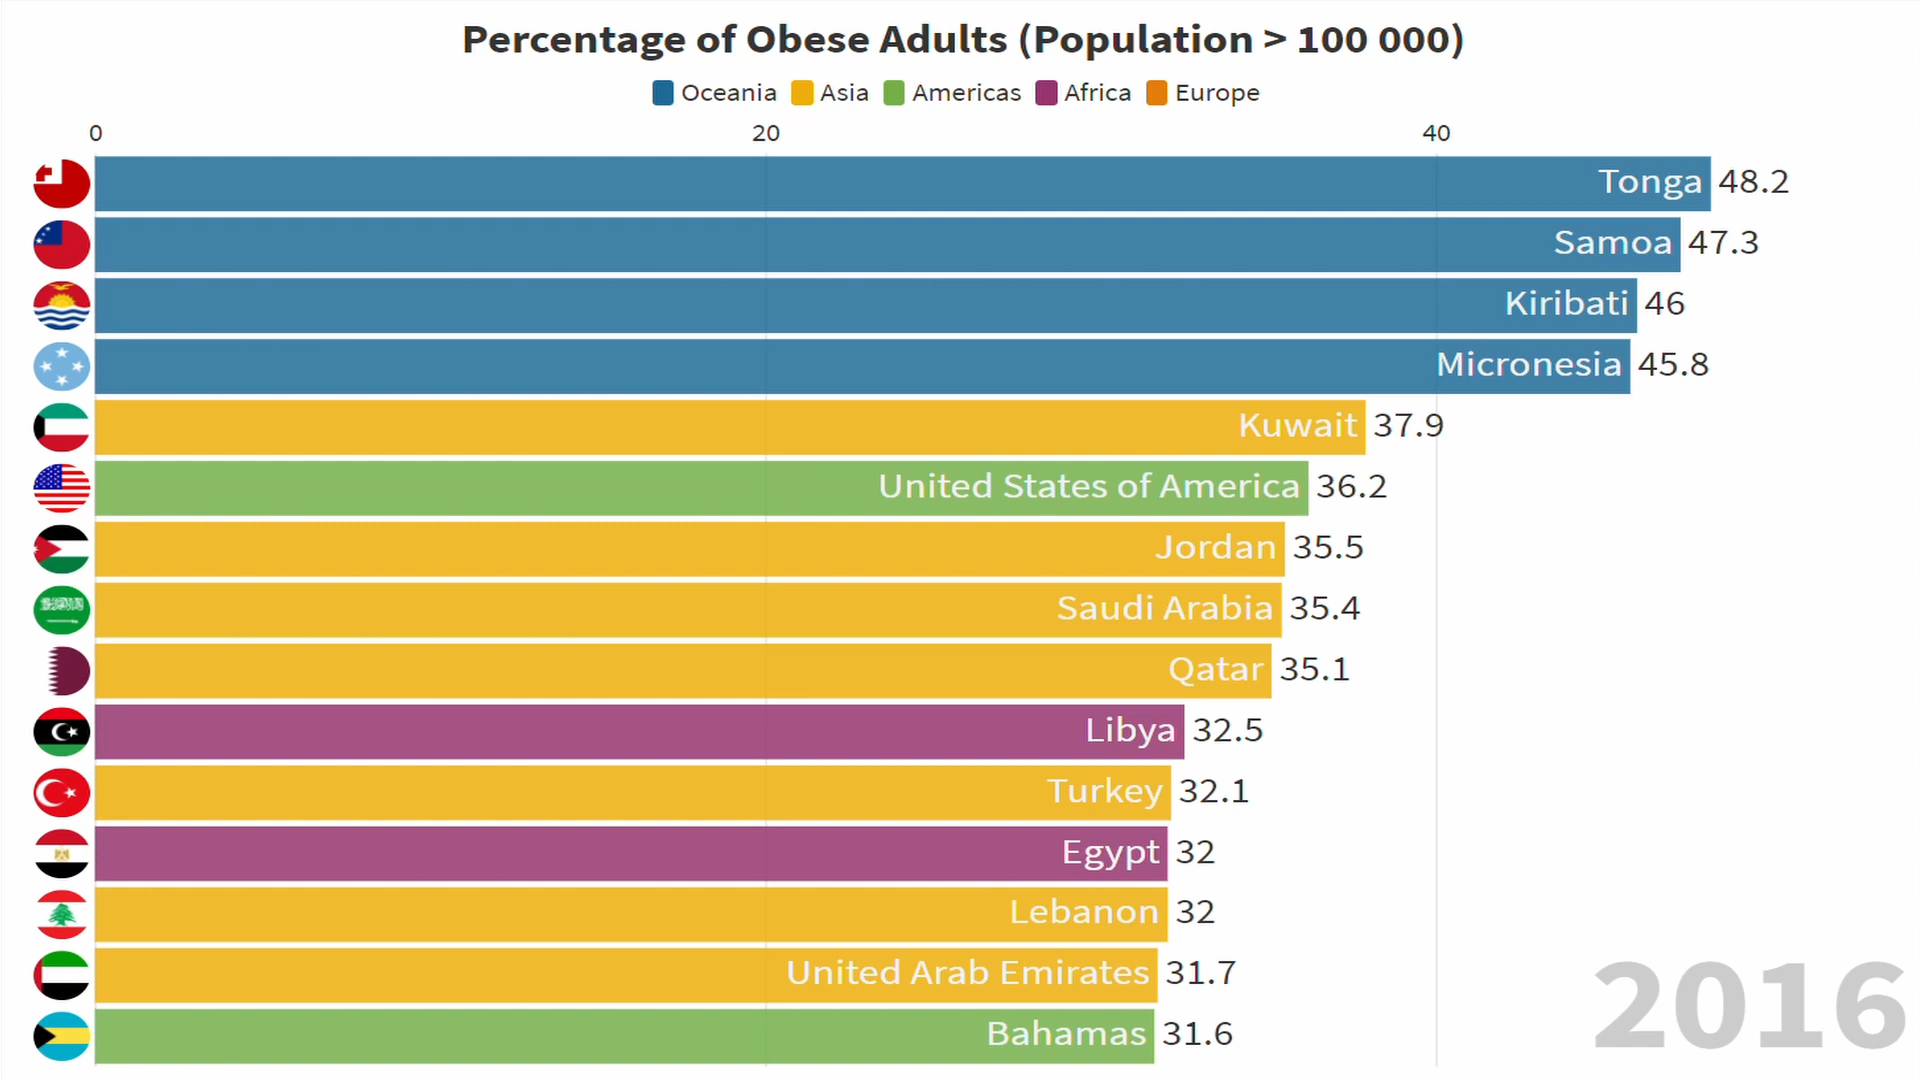 Percentage of Obese Adults (Population > 100 000)
Oceania Asia Americas Africa Europe
0 20 40
Tonga 48.2
Samoa 47.3
Kiribati 46
Micronesia 45.8
Kuwait 37.9
United States of America 36.2
Jordan 35.5
Saudi Arabia 35.4
Qatar 35.1
Libya 32.5
Turkey 32.1
Egypt 32
Lebanon 32
United Arab Emirates 31.7
Bahamas 31.6
2016